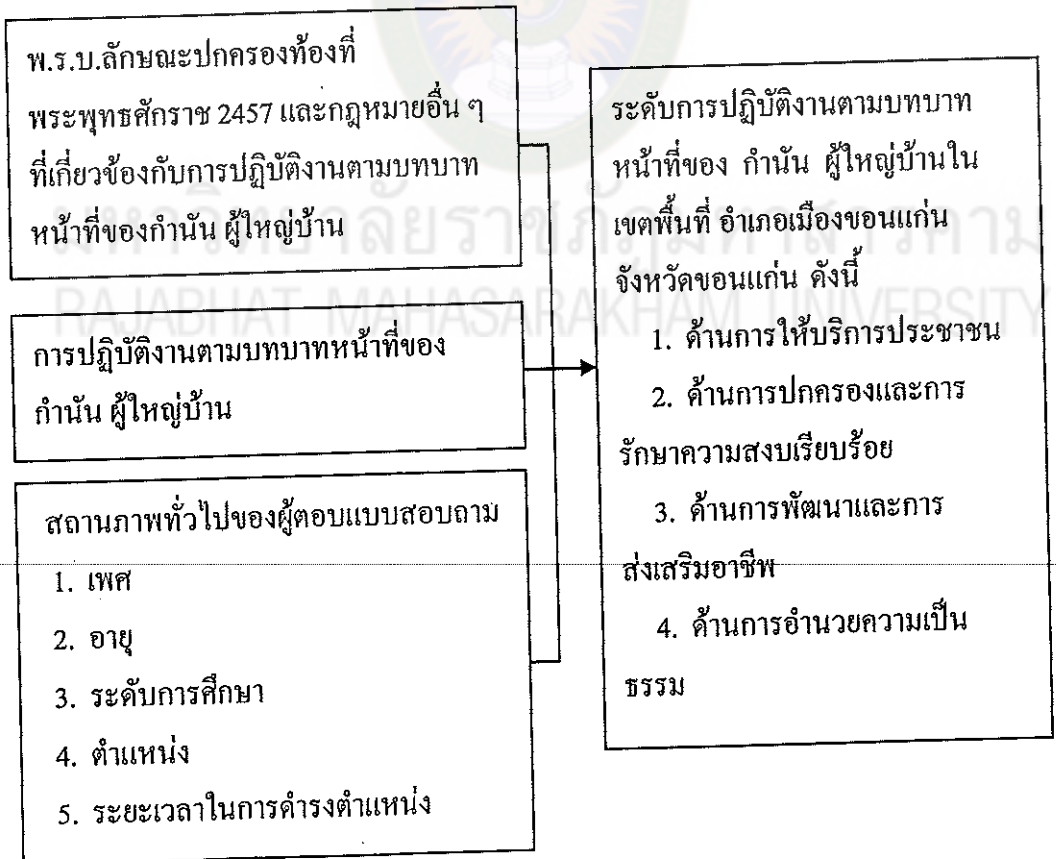 พ.ร.บ.ลักษณะปกครองท้องที่
พระพุทธศักราช 2457 และกฎหมายอื่น ๆ
ที่เกี่ยวข้องกับการปฏิบัติงานตามบทบาท
หน้าที่ของกำนัน ผู้ใหญ่บ้าน
การปฏิบัติงานตามบทบาทหน้าที่ของ
กำนัน ผู้ใหญ่บ้าน
สถานภาพทั่วไปของผู้ตอบแบบสอบถาม
1. เพศ
2. อายุ
3. ระดับการศึกษา
4. ตำแหน่ง
5. ระยะเวลาในการดำรงตำแหน่ง
ระดับการปฏิบัติงานตามบทบาท
หน้าที่ของ กำนัน ผู้ใหญ่บ้านใน
เขตพื้นที่ อำเภอเมืองขอนแก่น
จังหวัดขอนแก่น ดังนี้
1. ด้านการให้บริการประชาชน
2. ด้านการปกครองและการ
รักษาความสงบเรียบร้อย
3. ด้านการพัฒนาและการ
ส่งเสริมอาชีพ
4. ด้านการอำนวยความเป็น
ธรรม
มหาวิทยาลัยราชภัฏมหาสารคาม
RAJABHAT MAHASARAKHAM UNIVERSITY